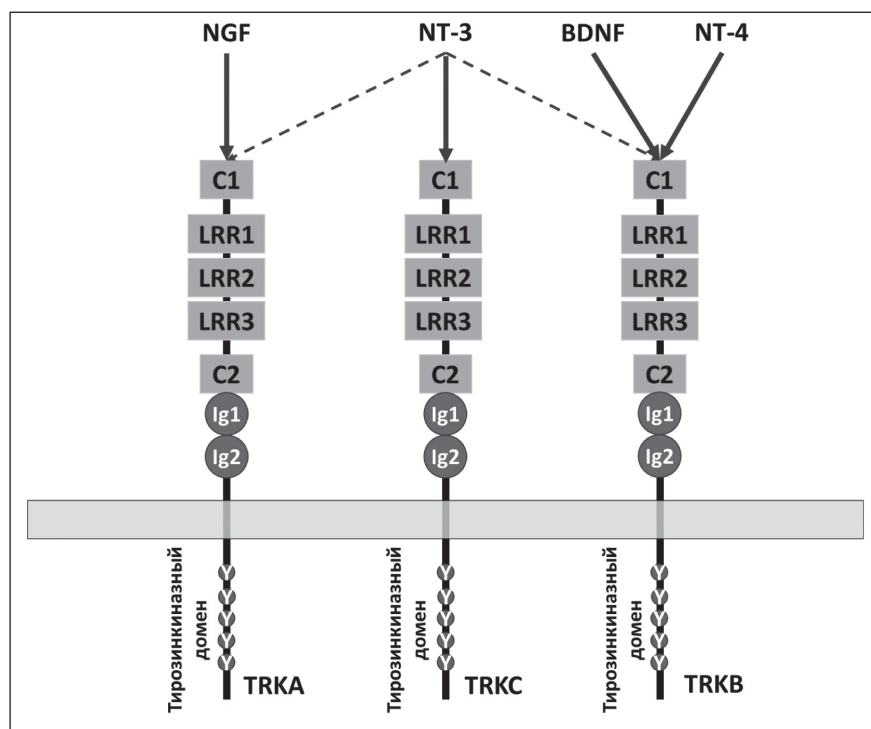 NGF NT-3 BDNF NT-4
C1 C1 C1
LRR1 LRR1 LRR1
LRR2 LRR2 LRR2
LRR3 LRR3 LRR3
C2 C2 C2
Ig1 Ig1 Ig1
Ig2 Ig2 Ig2
Тирозинкиназный
домен
Y
Y
Y
Y
Y
TRKA
Тирозинкиназный
домен
Y
Y
Y
Y
Y
TRKC
Тирозинкиназный
домен
Y
Y
Y
Y
Y
TRKB